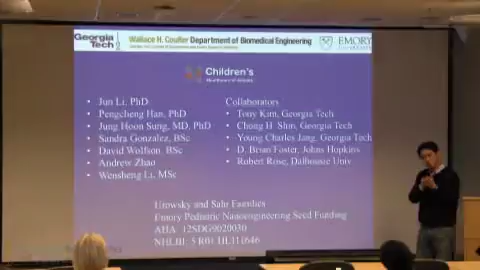 Georgia Tech
Wallace H. Coulter Department of Biomedical Engineering
EMORY
Children's
Healthcare of Atlanta
• Jun Li, PhD
• Pengcheng Han, PhD
• Jung Hoon Sung, MD, PhD
• Sandra Gonzalez, BSc
• David Wolfson, BSc
• Andrew Zhao
• Wensheng Li, MSc
Collaborators
• Tony Kim, Georgia Tech
• Chong H. Shin, Georgia Tech
• Young Charles Jang, Georgia Tech
• D. Brian Foster, Johns Hopkins
• Robert Rose, Dalhousie Univ
Urowsky and Sahr Families
Emory Pediatric Nanoengineering Seed Funding
AHA: 12SDG9020030
NHLBI: 5 R01 HL111646